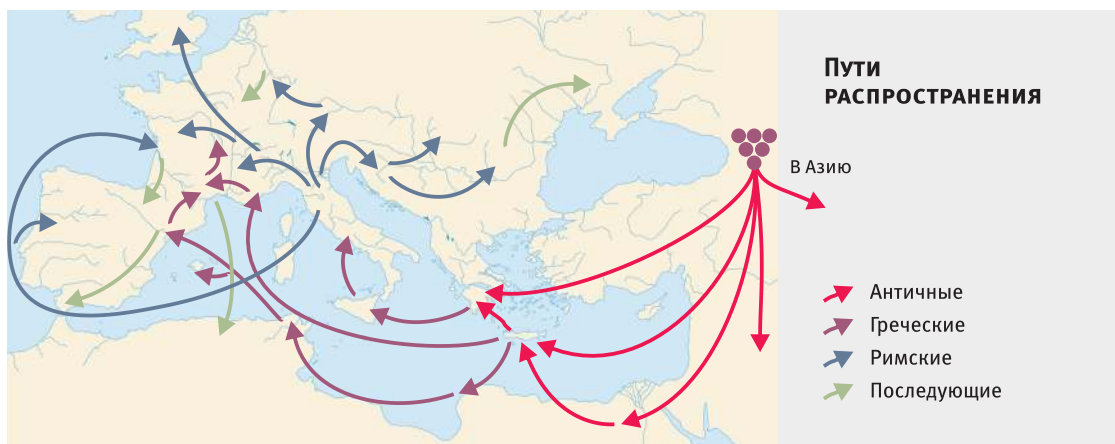 Пути
РАСПРОСТРАНЕНИЯ
В Азию
Античные
Греческие
Римские
Последующие